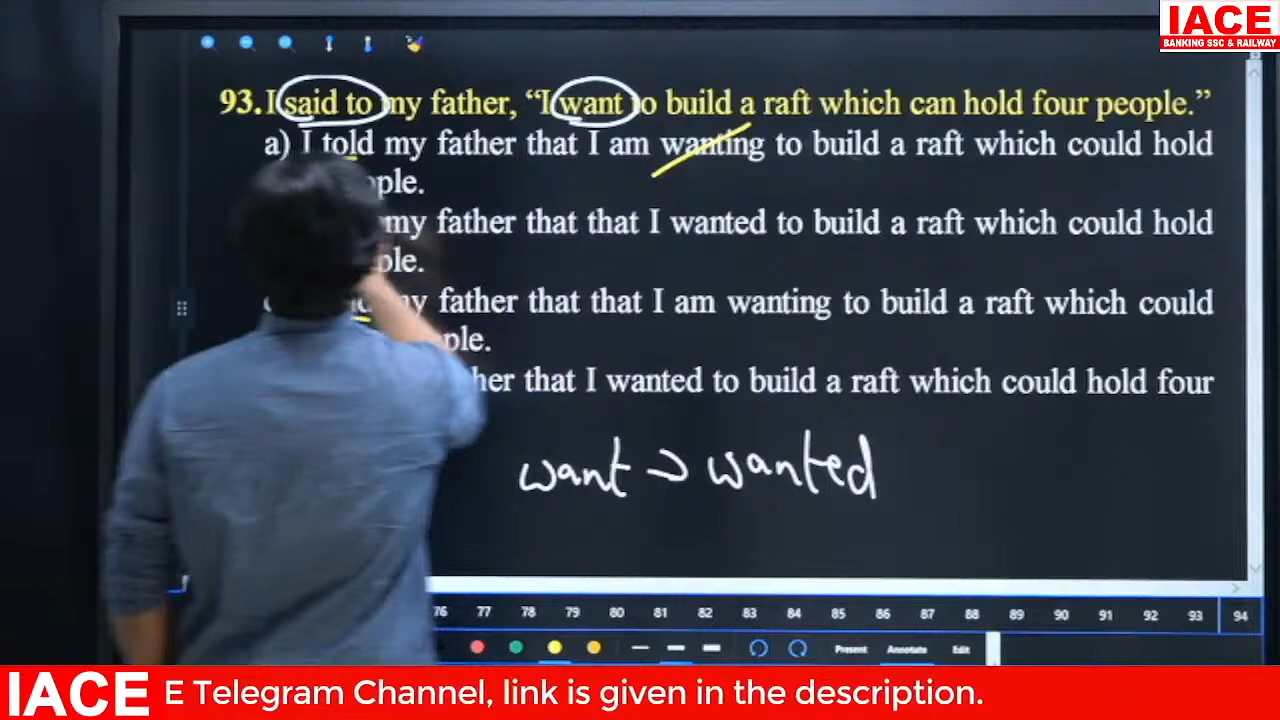 IACE
BANKING SSC & RAILWAY
93. I said to my father, “I want to build a raft which can hold four people.”
a) I told my father that I am wanting to build a raft which could hold
ople.
my father that that I wanted to build a raft which could hold
ple.
my father that that I am wanting to build a raft which could
ple.
her that I wanted to build a raft which could hold four
want -> wanted
76 77 78 79 80 81 82 83 84 85 86 87 88 89 90 91 92 93 94
Present Annotate Edit
IACE E Telegram Channel, link is given in the description.